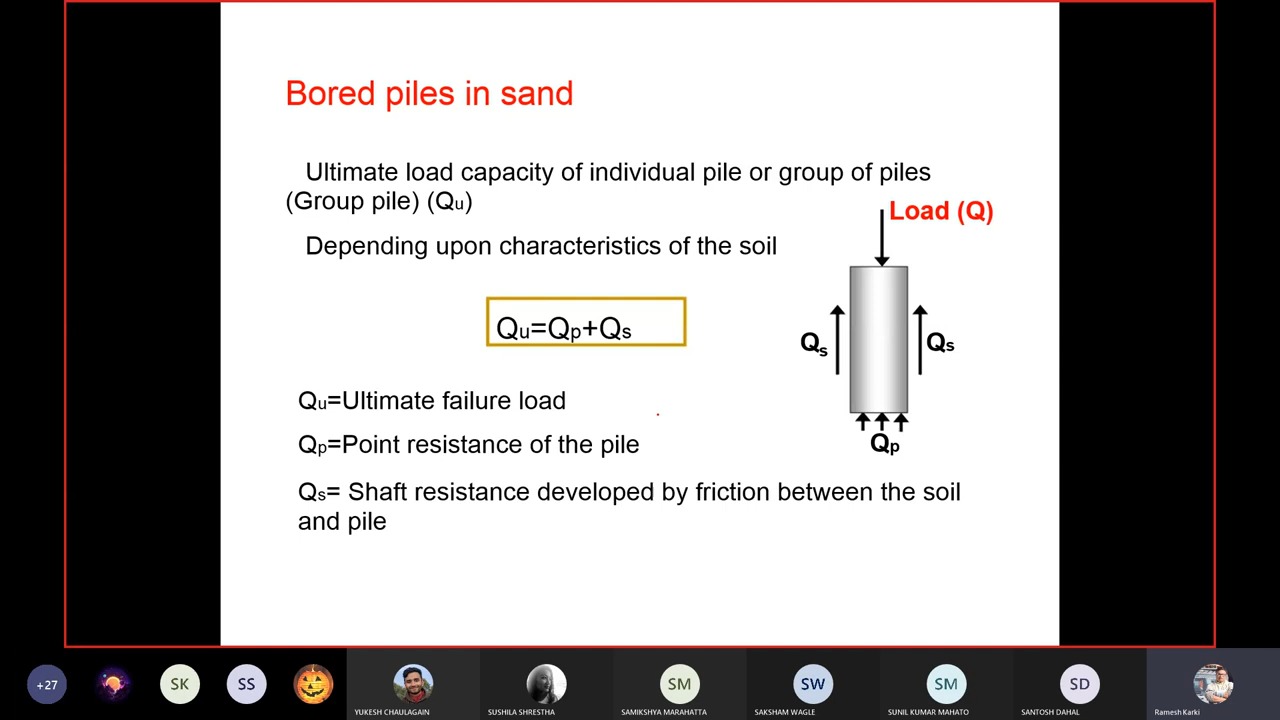 Bored piles in sand
Ultimate load capacity of individual pile or group of piles
(Group pile) (Qu)
Load (Q)
Depending upon characteristics of the soil
Qu=Qp+Qs
Qs
Qs
Qu=Ultimate failure load
Qp=Point resistance of the pile
Qp
Qs= Shaft resistance developed by friction between the soil
and pile
+27
SK
SS
SM
SW
SM
SD
YUKESH CHAULAGAIN
SUSHILA SHRESTHA
SAMIKSHYA MARAHATTA
SAKSHAM WAGLE
SUNIL KUMAR MAHATO
SANTOSH DAHAL
Ramesh Karki